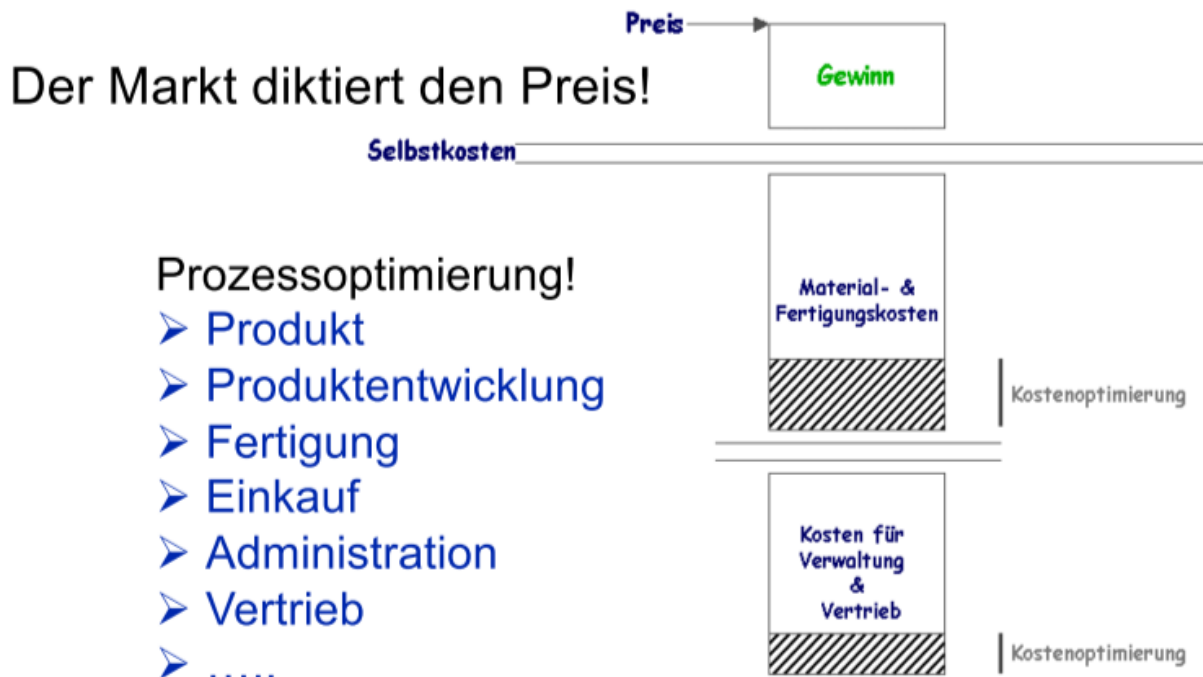 Preis
Der Markt diktiert den Preis!
Gewinn
Selbstkosten
Prozessoptimierung!
➢ Produkt
➢ Produktentwicklung
➢ Fertigung
➢ Einkauf
➢ Administration
➢ Vertrieb
➢ .....
Material- &
Fertigungskosten
Kostenoptimierung
Kosten für
Verwaltung
&
Vertrieb
Kostenoptimierung